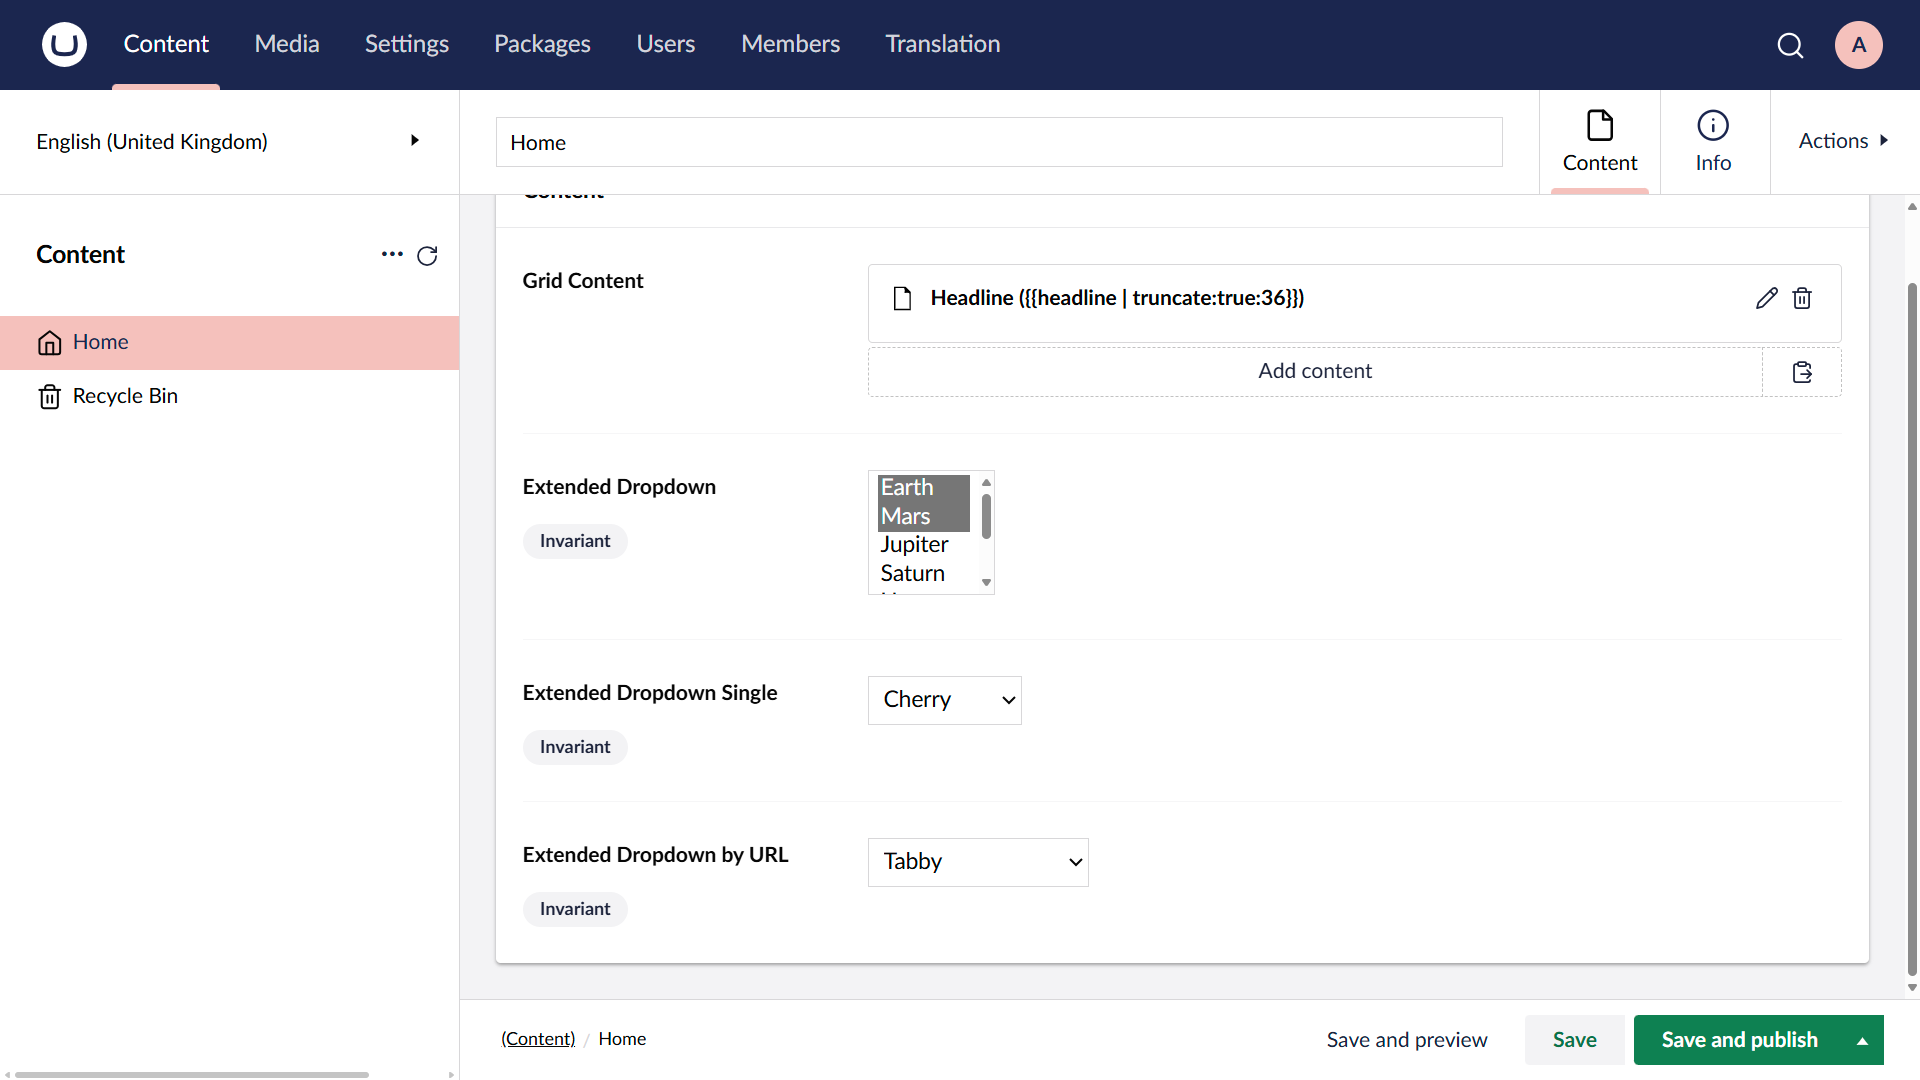 Content
Media
Settings
Packages
Users
Members
Translation
A
English (United Kingdom)
Home
Content
Info
Actions
Content
Content
Home
Recycle Bin
Grid Content
Headline ({{headline | truncate:true:36}})
Add content
Extended Dropdown
Invariant
Earth
Mars
Jupiter
Saturn
Extended Dropdown Single
Invariant
Cherry
Extended Dropdown by URL
Invariant
Tabby
(Content) / Home
Save and preview
Save
Save and publish